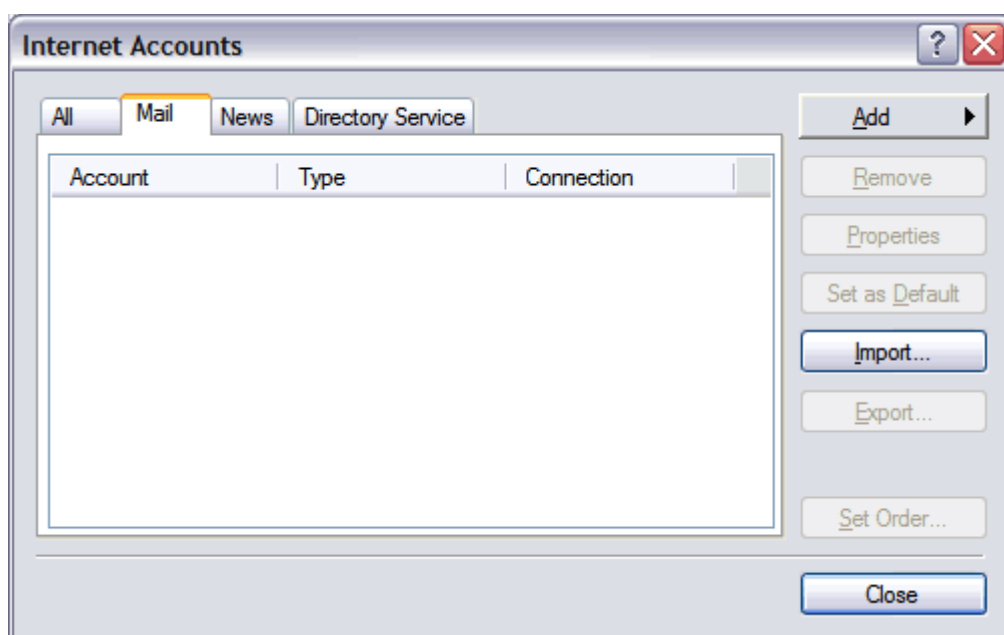 Internet Accounts
?
All Mail News Directory Service
Add
Account Type Connection
Remove
Properties
Set as Default
Import...
Export...
Set Order...
Close